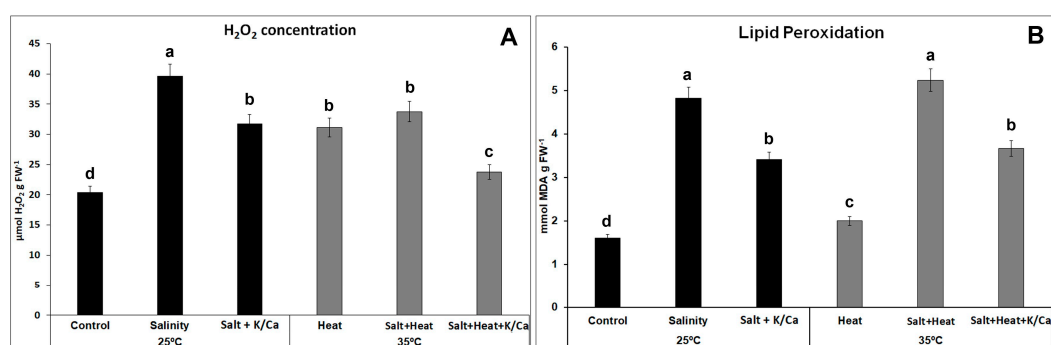 H₂O₂ concentration
A
µmol H₂O₂ g FW⁻¹
45
40
35
30
25
20
15
10
5
0
d
a
b
b
b
c
Control Salinity Salt + K/Ca Heat Salt+Heat Salt+Heat+K/Ca
25ºC 35ºC
Lipid Peroxidation
B
mmol MDA g FW⁻¹
6
5
4
3
2
1
0
d
a
b
c
a
b
Control Salinity Salt + K/Ca Heat Salt+Heat Salt+Heat+K/Ca
25ºC 35ºC